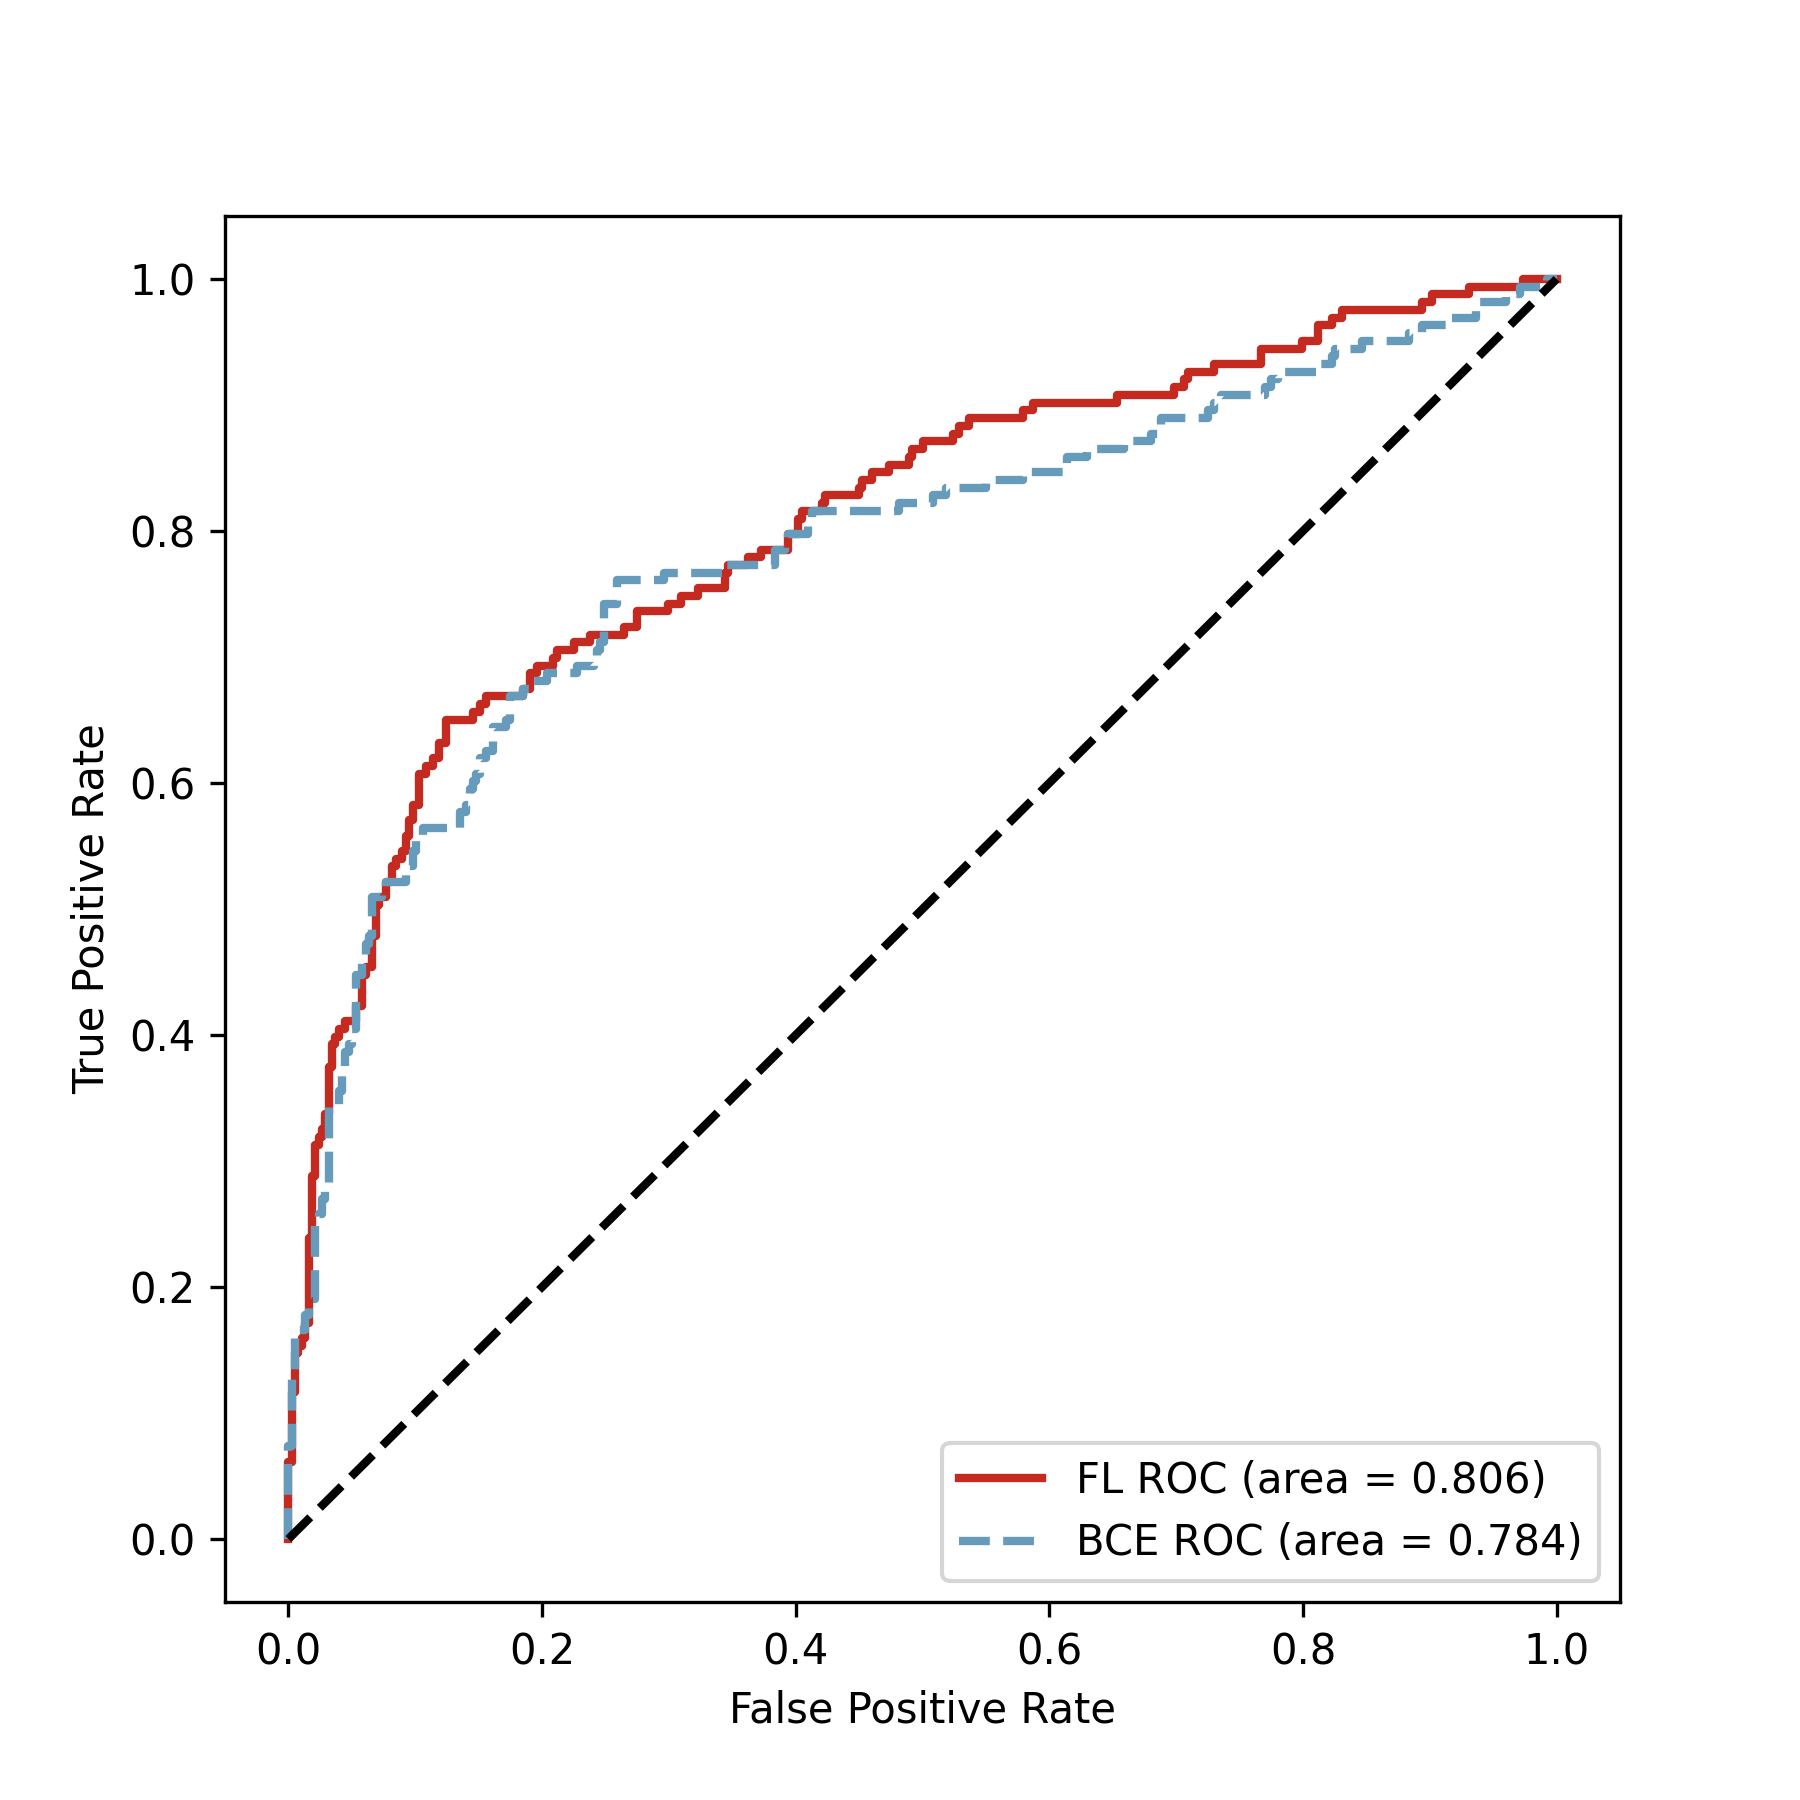 1.0
0.8
0.6
0.4
0.2
0.0
True Positive Rate
FL ROC (area = 0.806)
BCE ROC (area = 0.784)
0.0 0.2 0.4 0.6 0.8 1.0
False Positive Rate